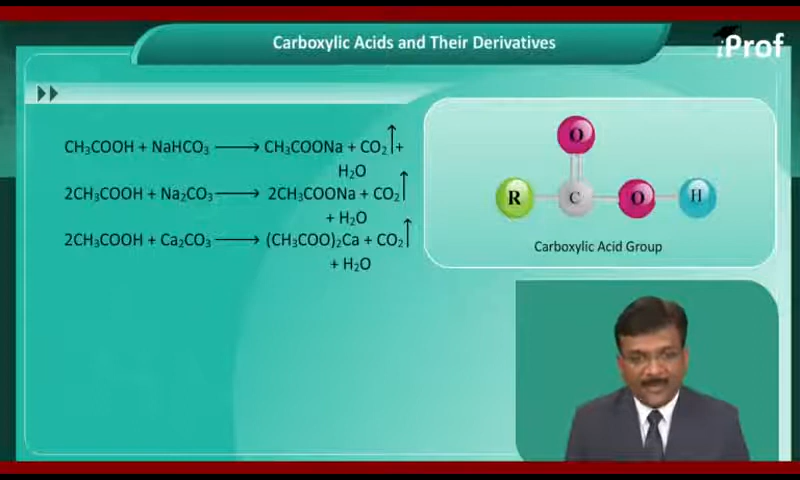 Carboxylic Acids and Their Derivatives
iProf
CH₃COOH + NaHCO₃ ⟶ CH₃COONa + CO₂↑+
H₂O
2CH₃COOH + Na₂CO₃ ⟶ 2CH₃COONa + CO₂↑
+ H₂O
2CH₃COOH + Ca₂CO₃ ⟶ (CH₃COO)₂Ca + CO₂↑
+ H₂O
O
R C O H
Carboxylic Acid Group